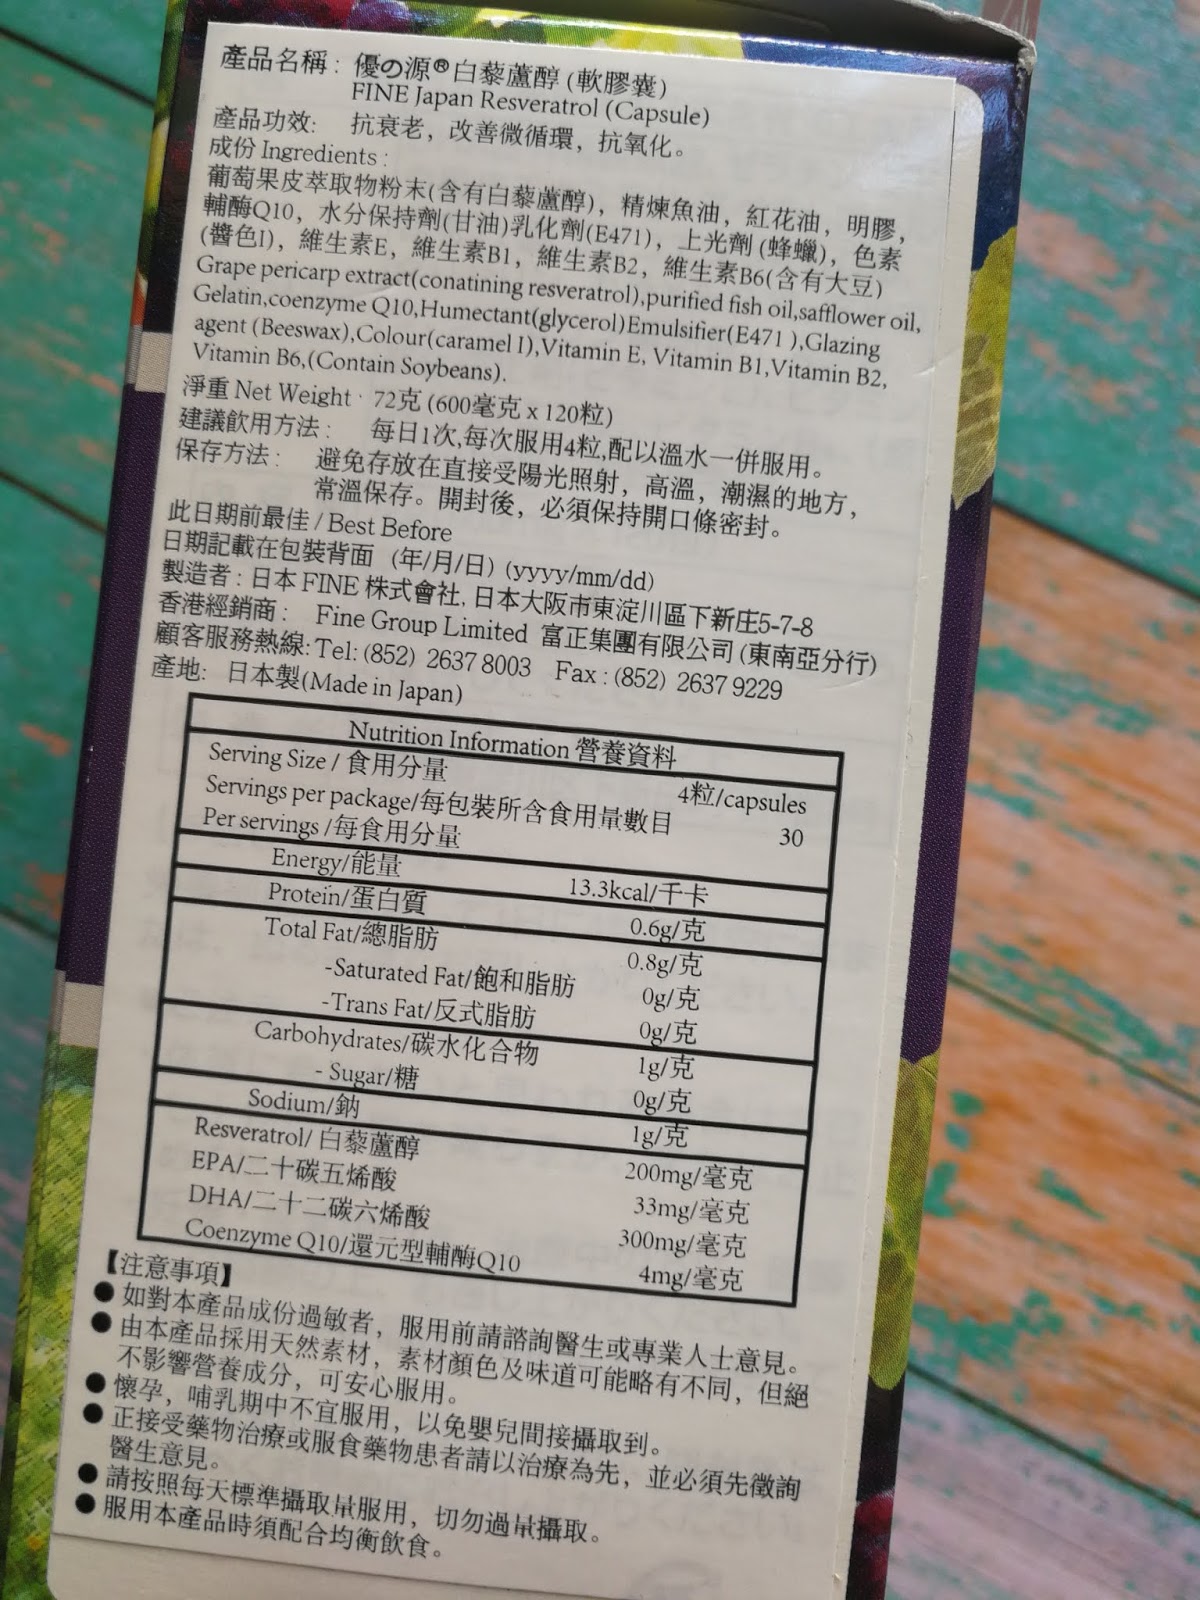 產品名稱：優の源®白藜蘆醇(軟膠囊)
FINE Japan Resveratrol (Capsule)
產品功效: 抗衰老，改善微循環，抗氧化。
成份 Ingredients :
葡萄果皮萃取物粉末(含有白藜蘆醇)，精煉魚油，紅花油，明膠，
輔酶Q10，水分保持劑(甘油)乳化劑(E471)，上光劑 (蜂蠟)，色素
(醬色I)，維生素E，維生素B1，維生素B2，維生素B6(含有大豆)
Grape pericarp extract(conatining resveratrol),purified fish oil,safflower oil,
Gelatin,coenzyme Q10,Humectant(glycerol)Emulsifier(E471 ),Glazing
agent (Beeswax),Colour(caramel I),Vitamin E, Vitamin B1,Vitamin B2,
Vitamin B6,(Contain Soybeans).
淨重 Net Weight : 72克 (600毫克 x 120粒)
建議飲用方法： 每日1次,每次服用4粒,配以溫水一併服用。
保存方法： 避免存放在直接受陽光照射，高溫，潮濕的地方，
常溫保存。開封後，必須保持開口條密封。
此日期前最佳 / Best Before
日期記載在包裝背面 (年/月/日) (yyyy/mm/dd)
製造者 : 日本 FINE 株式會社, 日本大阪市東淀川區下新庄5-7-8
香港經銷商： Fine Group Limited 富正集團有限公司 (東南亞分行)
顧客服務熱線: Tel: (852) 2637 8003 Fax : (852) 2637 9229
產地: 日本製(Made in Japan)
Nutrition Information 營養資料
Serving Size / 食用分量 4粒/capsules
Servings per package/每包裝所含食用量數目 30
Per servings /每食用分量
Energy/能量 13.3kcal/千卡
Protein/蛋白質 0.6g/克
Total Fat/總脂肪 0.8g/克
-Saturated Fat/飽和脂肪 0g/克
-Trans Fat/反式脂肪 0g/克
Carbohydrates/碳水化合物 1g/克
- Sugar/糖 0g/克
Sodium/鈉 1g/克
Resveratrol/ 白藜蘆醇 200mg/毫克
EPA/二十碳五烯酸 33mg/毫克
DHA/二十二碳六烯酸 300mg/毫克
Coenzyme Q10/還元型輔酶Q10 4mg/毫克
【注意事項】
● 如對本產品成份過敏者，服用前請諮詢醫生或專業人士意見。
● 由本產品採用天然素材，素材顏色及味道可能略有不同，但絕
不影響營養成分，可安心服用。
● 懷孕，哺乳期中不宜服用，以免嬰兒間接攝取到。
● 正接受藥物治療或服食藥物患者請以治療為先，並必須先徵詢
醫生意見。
● 請按照每天標準攝取量服用，切勿過量攝取。
● 服用本產品時須配合均衡飲食。